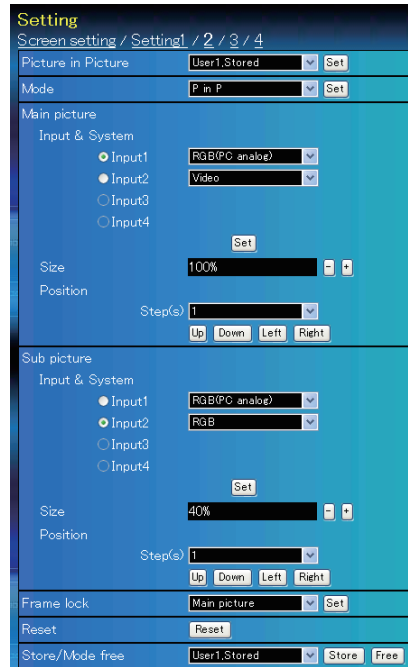 Setting
Screen setting / Setting1 / 2 / 3 / 4
Picture in Picture User1,Stored Set
Mode P in P Set
Main picture
Input & System
Input1 RGB(PC analog)
Input2 Video
Input3
Input4
Set
Size 100% - +
Position
Step(s) 1
Up Down Left Right
Sub picture
Input & System
Input1 RGB(PC analog)
Input2 RGB
Input3
Input4
Set
Size 40% - +
Position
Step(s) 1
Up Down Left Right
Frame lock Main picture Set
Reset Reset
Store/Mode free User1,Stored Store Free